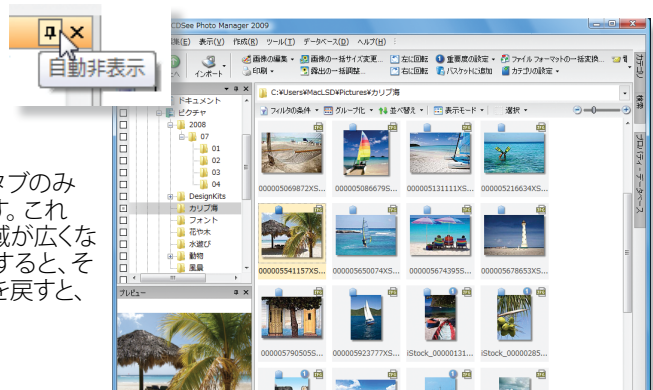 自動非表示
CDSee Photo Manager 2009
集(E) 表示(V) 作成(R) ツール(T) データベース(D) ヘルプ(H)
インポート
画像の編集 画像の一括サイズ変更... 左に回転 重要度の設定 ファイル フォーマットの一括変換...
印刷 露出の一括調整... 右に回転 バスケットに追加 カテゴリの設定
C:¥Users¥MacLSD¥Pictures¥カリブ海
フィルタの条件 グループ化 並べ替え 表示モード 選択
カテゴリ
検索
プロパティ - データベース
ドキュメント
ピクチャ
2008
07
01
02
03
04
DesignKits
カリブ海
フォント
花や木
水遊び
動物
風景
プレビュー
000005069872XS... 000005086679S... 000005131111XS... 000005216634XS...
000005541157XS... 000005650074XS... 000005674395S... 000005678653XS...
000005790505S... 000005923777XS... iStock_00000131... iStock_00000285...
タブのみ
す。これ
域が広くな
すると、そ
を戻すと、